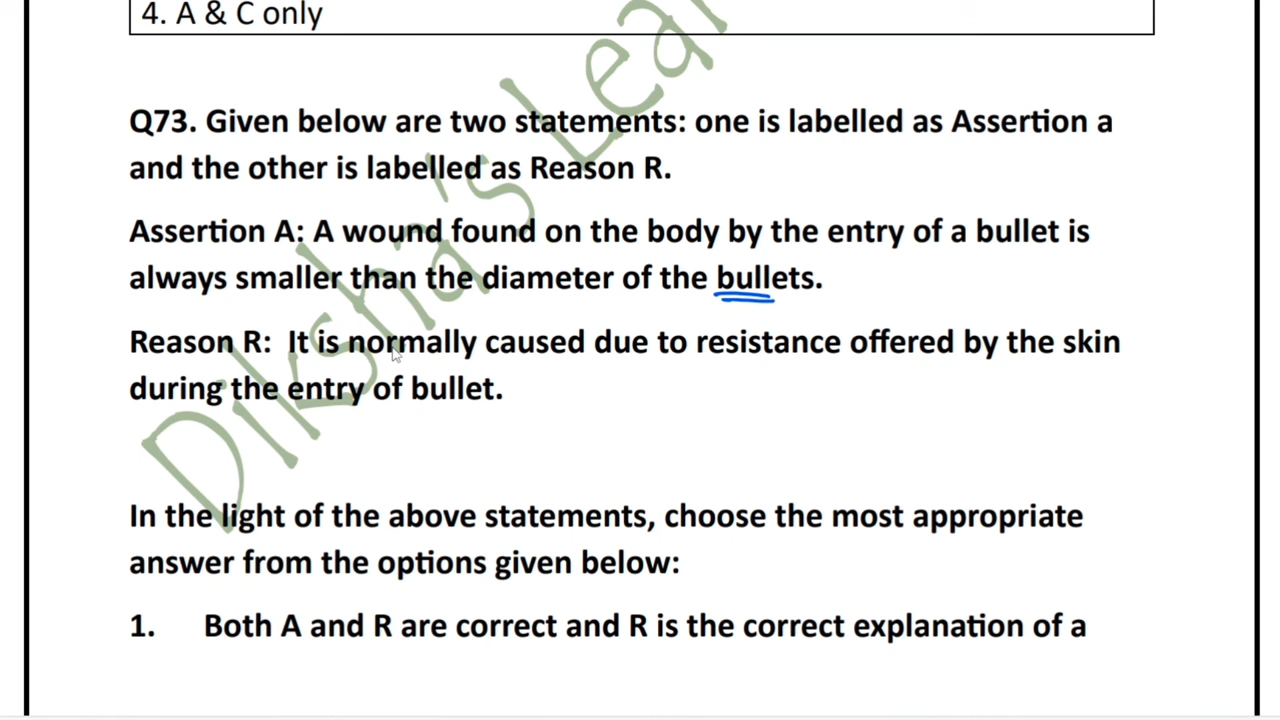 4. A & C only
Q73. Given below are two statements: one is labelled as Assertion a
and the other is labelled as Reason R.
Assertion A: A wound found on the body by the entry of a bullet is
always smaller than the diameter of the bullets.
Reason R: It is normally caused due to resistance offered by the skin
during the entry of bullet.
In the light of the above statements, choose the most appropriate
answer from the options given below:
1. Both A and R are correct and R is the correct explanation of a
Diksha's Lear